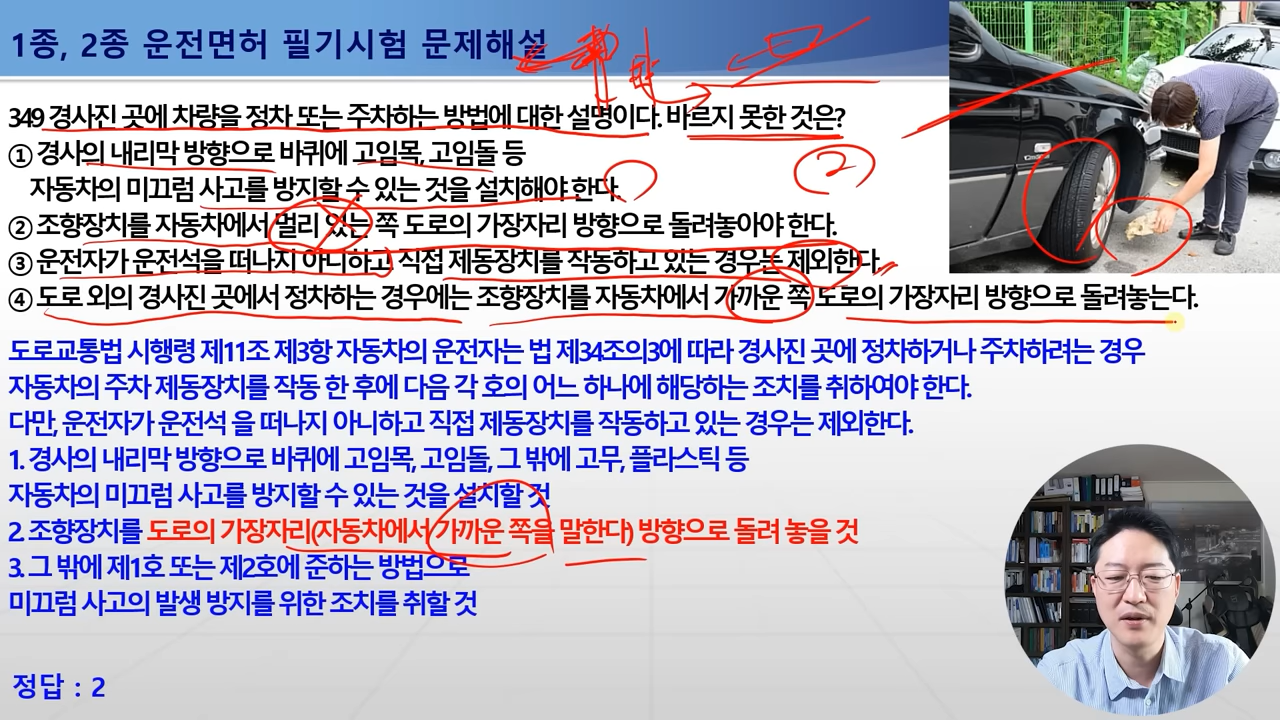 1종, 2종 운전면허 필기시험 문제해설
349 경사진 곳에 차량을 정차 또는 주차하는 방법에 대한 설명이다. 바르지 못한 것은?
① 경사의 내리막 방향으로 바퀴에 고임목, 고임돌 등
자동차의 미끄럼 사고를 방지할 수 있는 것을 설치해야 한다.
② 조향장치를 자동차에서 멀리 있는 쪽 도로의 가장자리 방향으로 돌려놓아야 한다.
③ 운전자가 운전석을 떠나지 아니하고 직접 제동장치를 작동하고 있는 경우는 제외한다.
④ 도로 외의 경사진 곳에서 정차하는 경우에는 조향장치를 자동차에서 가까운 쪽 도로의 가장자리 방향으로 돌려놓는다.
도로교통법 시행령 제11조 제3항 자동차의 운전자는 법 제34조의3에 따라 경사진 곳에 정차하거나 주차하려는 경우
자동차의 주차 제동장치를 작동 한 후에 다음 각 호의 어느 하나에 해당하는 조치를 취하여야 한다.
다만, 운전자가 운전석 을 떠나지 아니하고 직접 제동장치를 작동하고 있는 경우는 제외한다.
1. 경사의 내리막 방향으로 바퀴에 고임목, 고임돌, 그 밖에 고무, 플라스틱 등
자동차의 미끄럼 사고를 방지할 수 있는 것을 설치할 것
2. 조향장치를 도로의 가장자리(자동차에서 가까운 쪽을 말한다) 방향으로 돌려 놓을 것
3. 그 밖에 제1호 또는 제2호에 준하는 방법으로
미끄럼 사고의 발생 방지를 위한 조치를 취할 것
정답 : 2